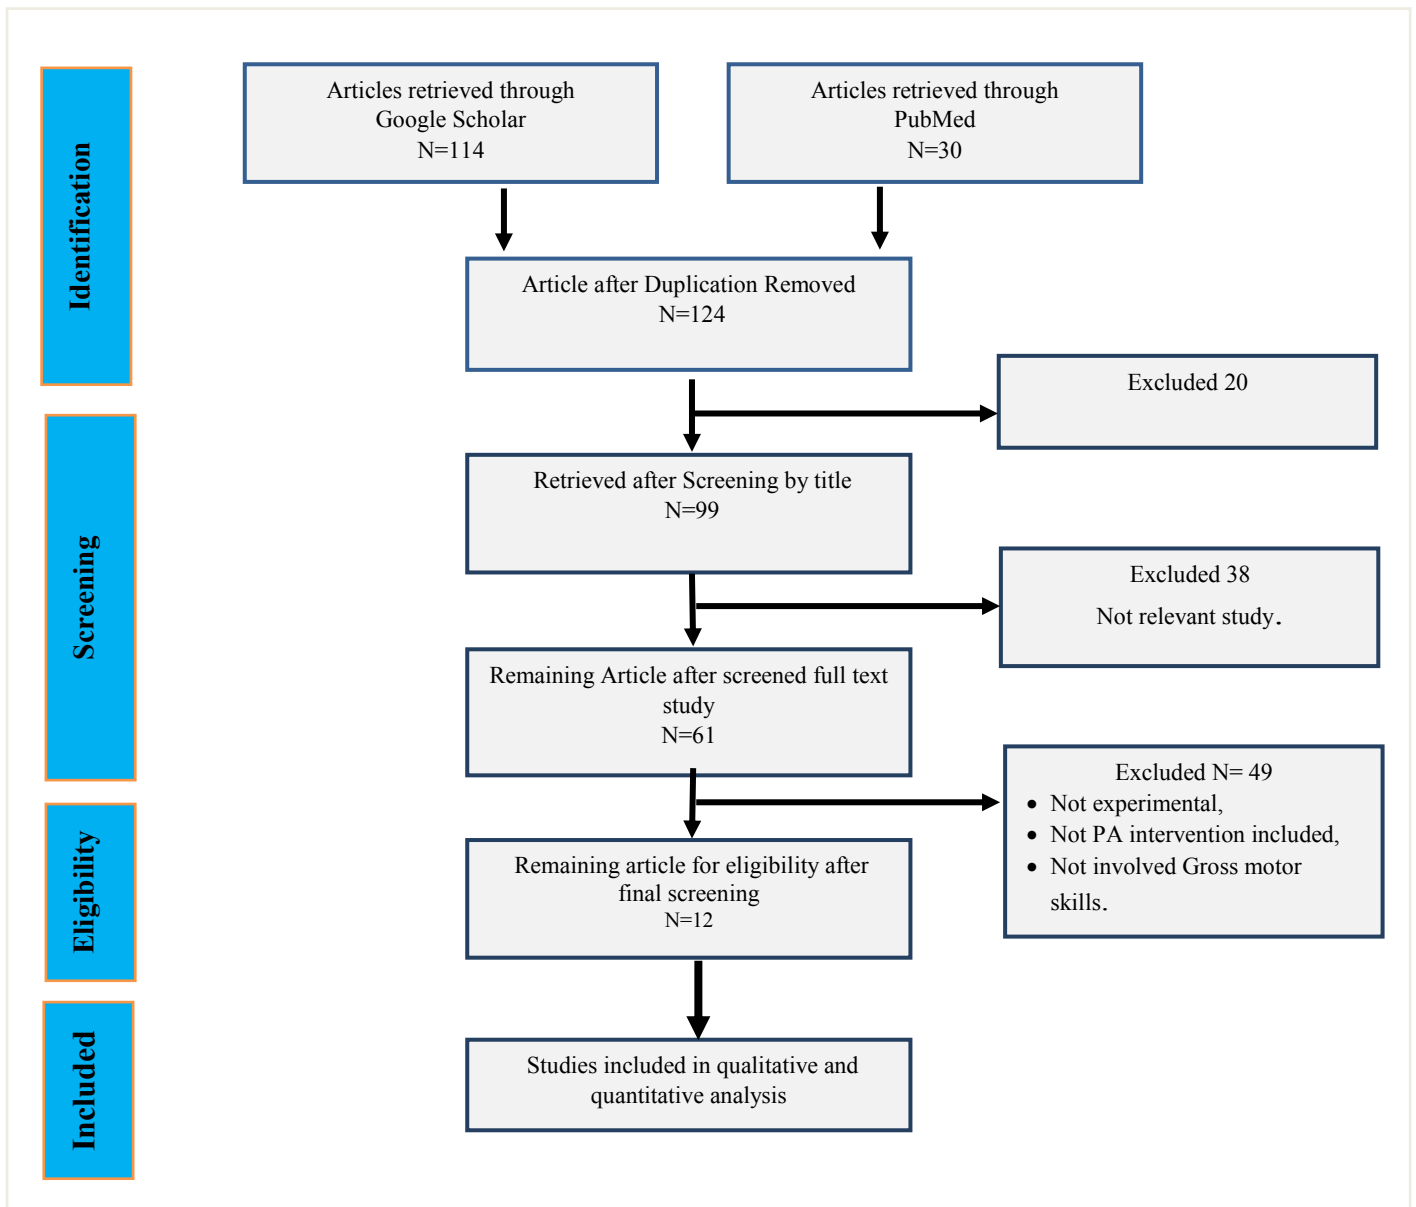 Identification
Articles retrieved through
Google Scholar
N=114
Articles retrieved through
PubMed
N=30
Article after Duplication Removed
N=124
Excluded 20
Screening
Retrieved after Screening by title
N=99
Excluded 38
Not relevant study.
Remaining Article after screened full text
study
N=61
Excluded N= 49
• Not experimental,
• Not PA intervention included,
• Not involved Gross motor
skills.
Eligibility
Remaining article for eligibility after
final screening
N=12
Included
Studies included in qualitative and
quantitative analysis